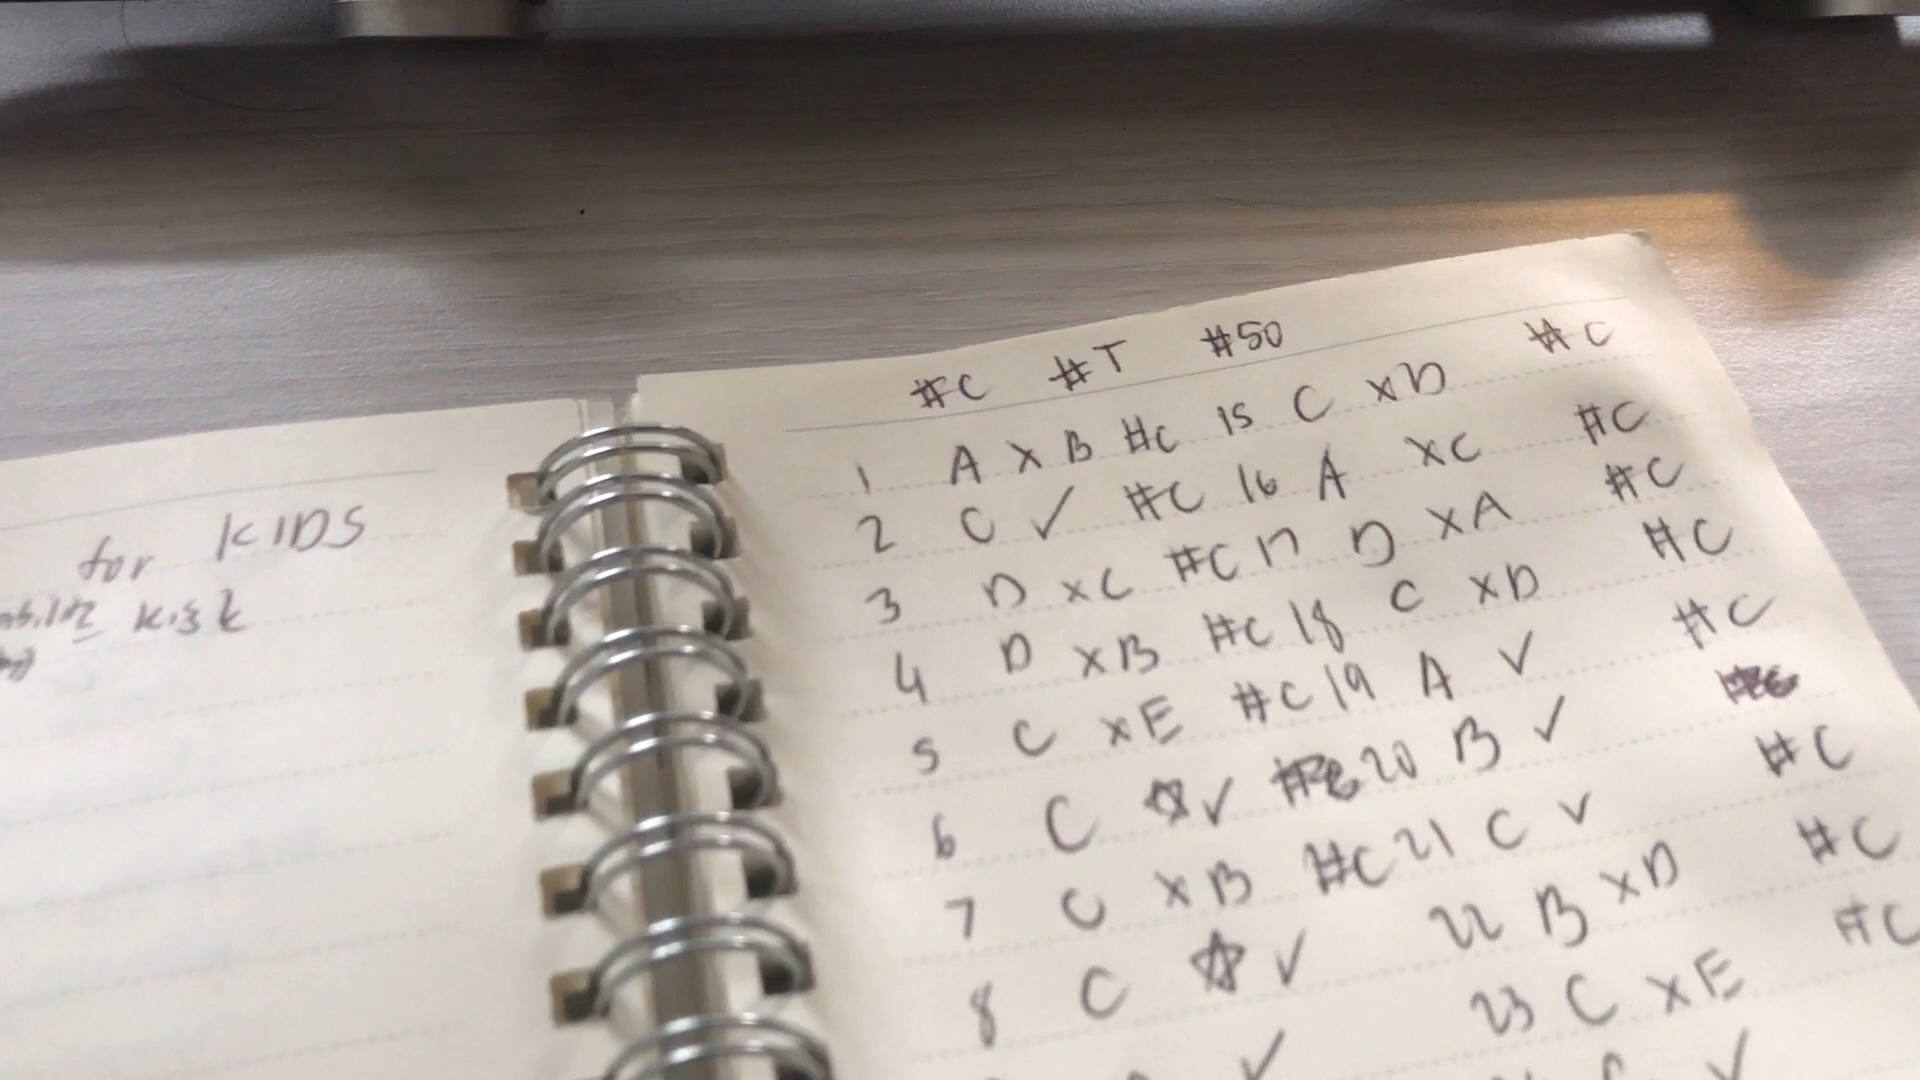 for KIDS
#C #T #50
1 A X B #C 15 C X D #C
2 C ✓ #C 16 A X C #C
3 D X C #C 17 D X A #C
4 D X B #C 18 C X D #C
5 C X E #C 19 A ✓ #C
6 C ☆ ✓ 20 B ✓
7 C X B #C 21 C ✓ #C
8 C ☆ ✓ 22 B X D #C
23 C X E #C
✓ ✓